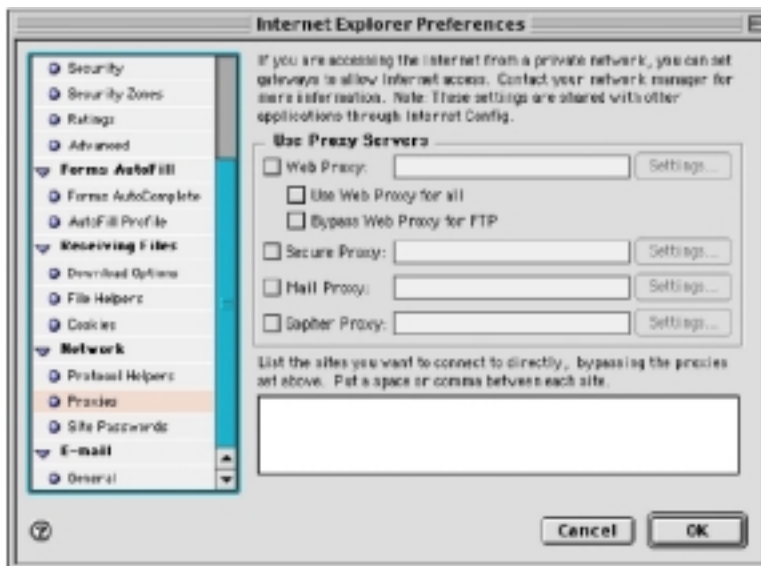 Internet Explorer Preferences
Security
Security Zones
Ratings
Advanced
Forms AutoFill
Forms AutoComplete
AutoFill Profile
Receiving Files
Download Options
File Helpers
Cookies
Network
Protocol Helpers
Proxies
Site Passwords
E-mail
General
If you are accessing the Internet from a private network, you can set
gateways to allow Internet access. Contact your network manager for
more information. Note: These settings are shared with other
applications through Internet Config.
Use Proxy Servers
Web Proxy:
Settings...
Use Web Proxy for all
Bypass Web Proxy for FTP
Secure Proxy:
Settings...
Mail Proxy:
Settings...
Gopher Proxy:
Settings...
List the sites you want to connect to directly, bypassing the proxies
set above. Put a space or comma between each site.
?
Cancel
OK